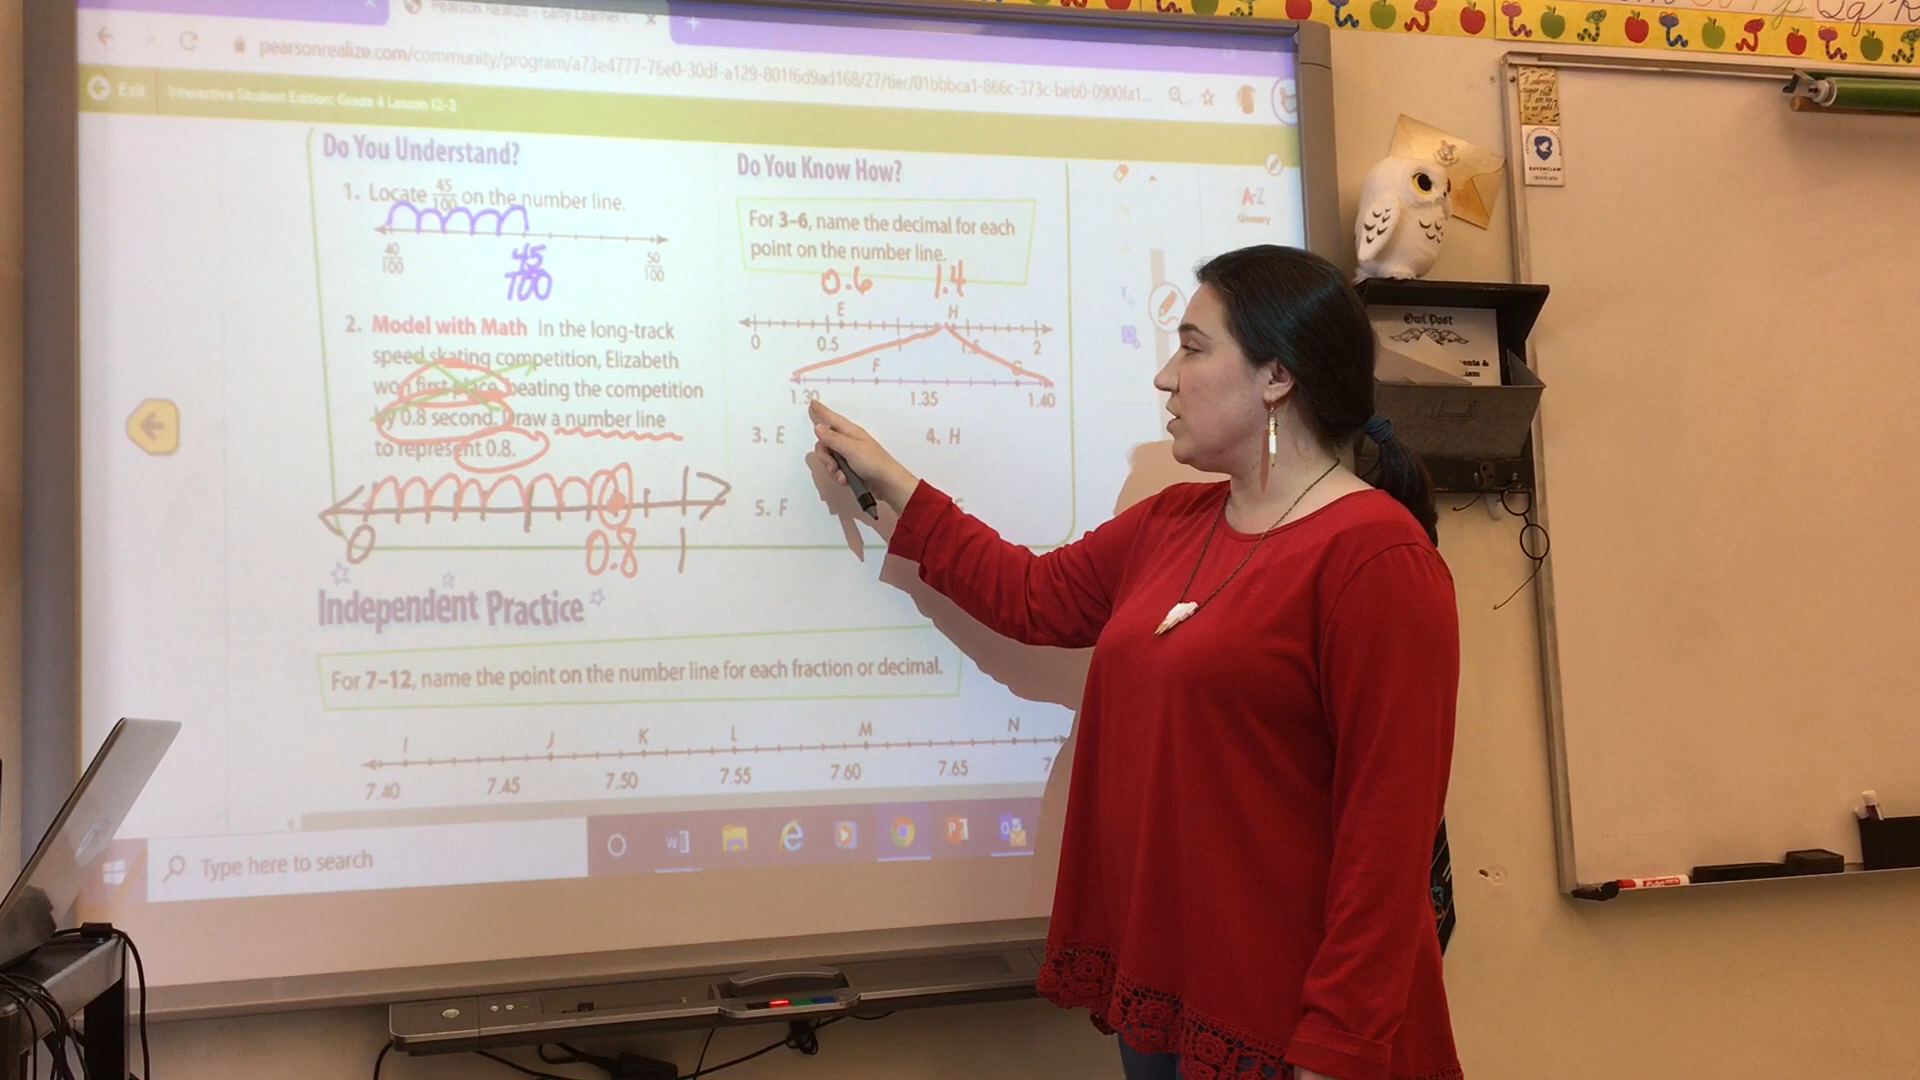 Pearson Realize - Early Learner
pearsonrealize.com/community/program/a73e4777-76e0-30df-a129-801f6d9ad168/27/tier/01bbbca1-866c-373c-beb0-0900fa1...
Exit
Interactive Student Edition: Grade 4 Lesson 12-2
Do You Understand?
1. Locate 45/100 on the number line.
40/100 45/100 50/100
2. Model with Math In the long-track
speed skating competition, Elizabeth
won first place, beating the competition
by 0.8 second. Draw a number line
to represent 0.8.
0 0.8 1
Do You Know How?
For 3-6, name the decimal for each
point on the number line.
0.6 1.4
E H
0 0.5 1.5 2
F G
1.30 1.35 1.40
3. E 4. H
5. F
A-Z
Glossary
Independent Practice
For 7-12, name the point on the number line for each fraction or decimal.
I J K L M N
7.40 7.45 7.50 7.55 7.60 7.65 7
Type here to search
Owl Post
RAVENCLAW